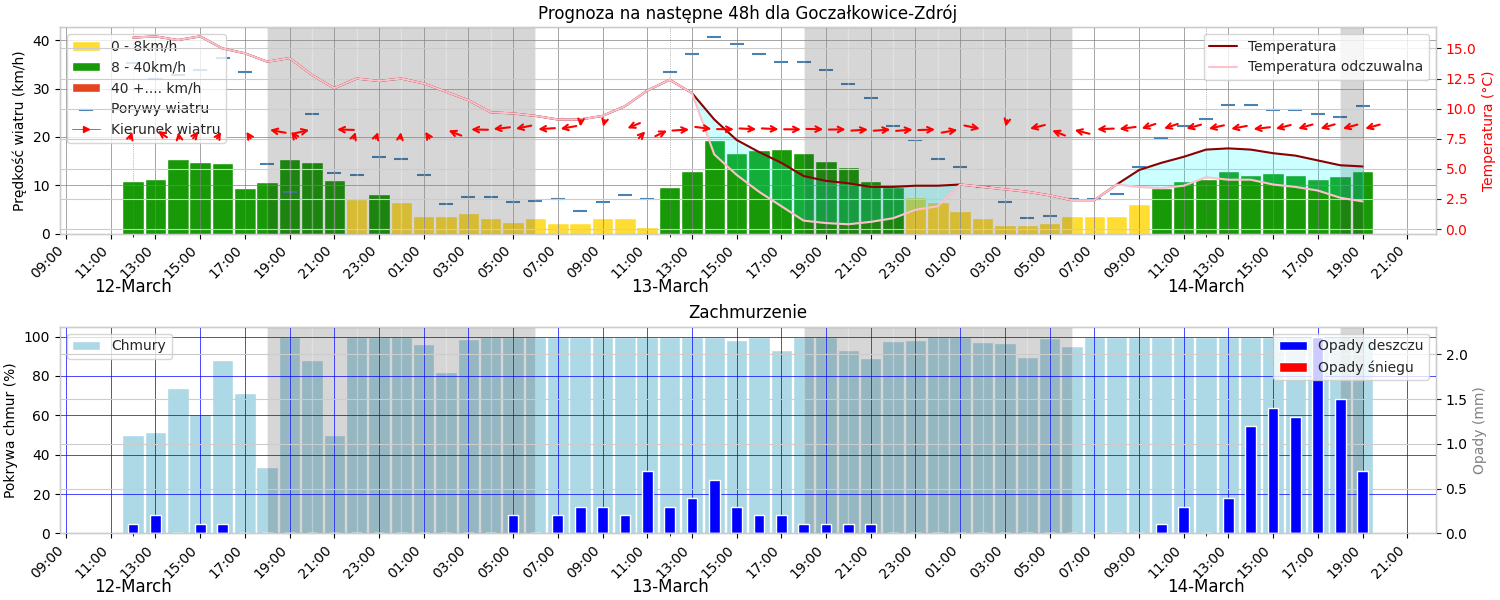 Prognoza na następne 48h dla Goczałkowice-Zdrój
Prędkość wiatru (km/h)
40
30
20
10
0
0 - 8km/h
8 - 40km/h
40 +.... km/h
Porywy wiatru
Kierunek wiatru
Temperatura
Temperatura odczuwalna
15.0
12.5
10.0
7.5
5.0
2.5
0.0
Temperatura (°C)
09:00 11:00 13:00 15:00 17:00 19:00 21:00 23:00 01:00 03:00 05:00 07:00 09:00 11:00 13:00 15:00 17:00 19:00 21:00 23:00 01:00 03:00 05:00 07:00 09:00 11:00 13:00 15:00 17:00 19:00 21:00
12-March 13-March 14-March
Zachmurzenie
Pokrywa chmur (%)
100
80
60
40
20
0
Chmury
Opady deszczu
Opady śniegu
2.0
1.5
1.0
0.5
0.0
Opady (mm)
09:00 11:00 13:00 15:00 17:00 19:00 21:00 23:00 01:00 03:00 05:00 07:00 09:00 11:00 13:00 15:00 17:00 19:00 21:00 23:00 01:00 03:00 05:00 07:00 09:00 11:00 13:00 15:00 17:00 19:00 21:00
12-March 13-March 14-March